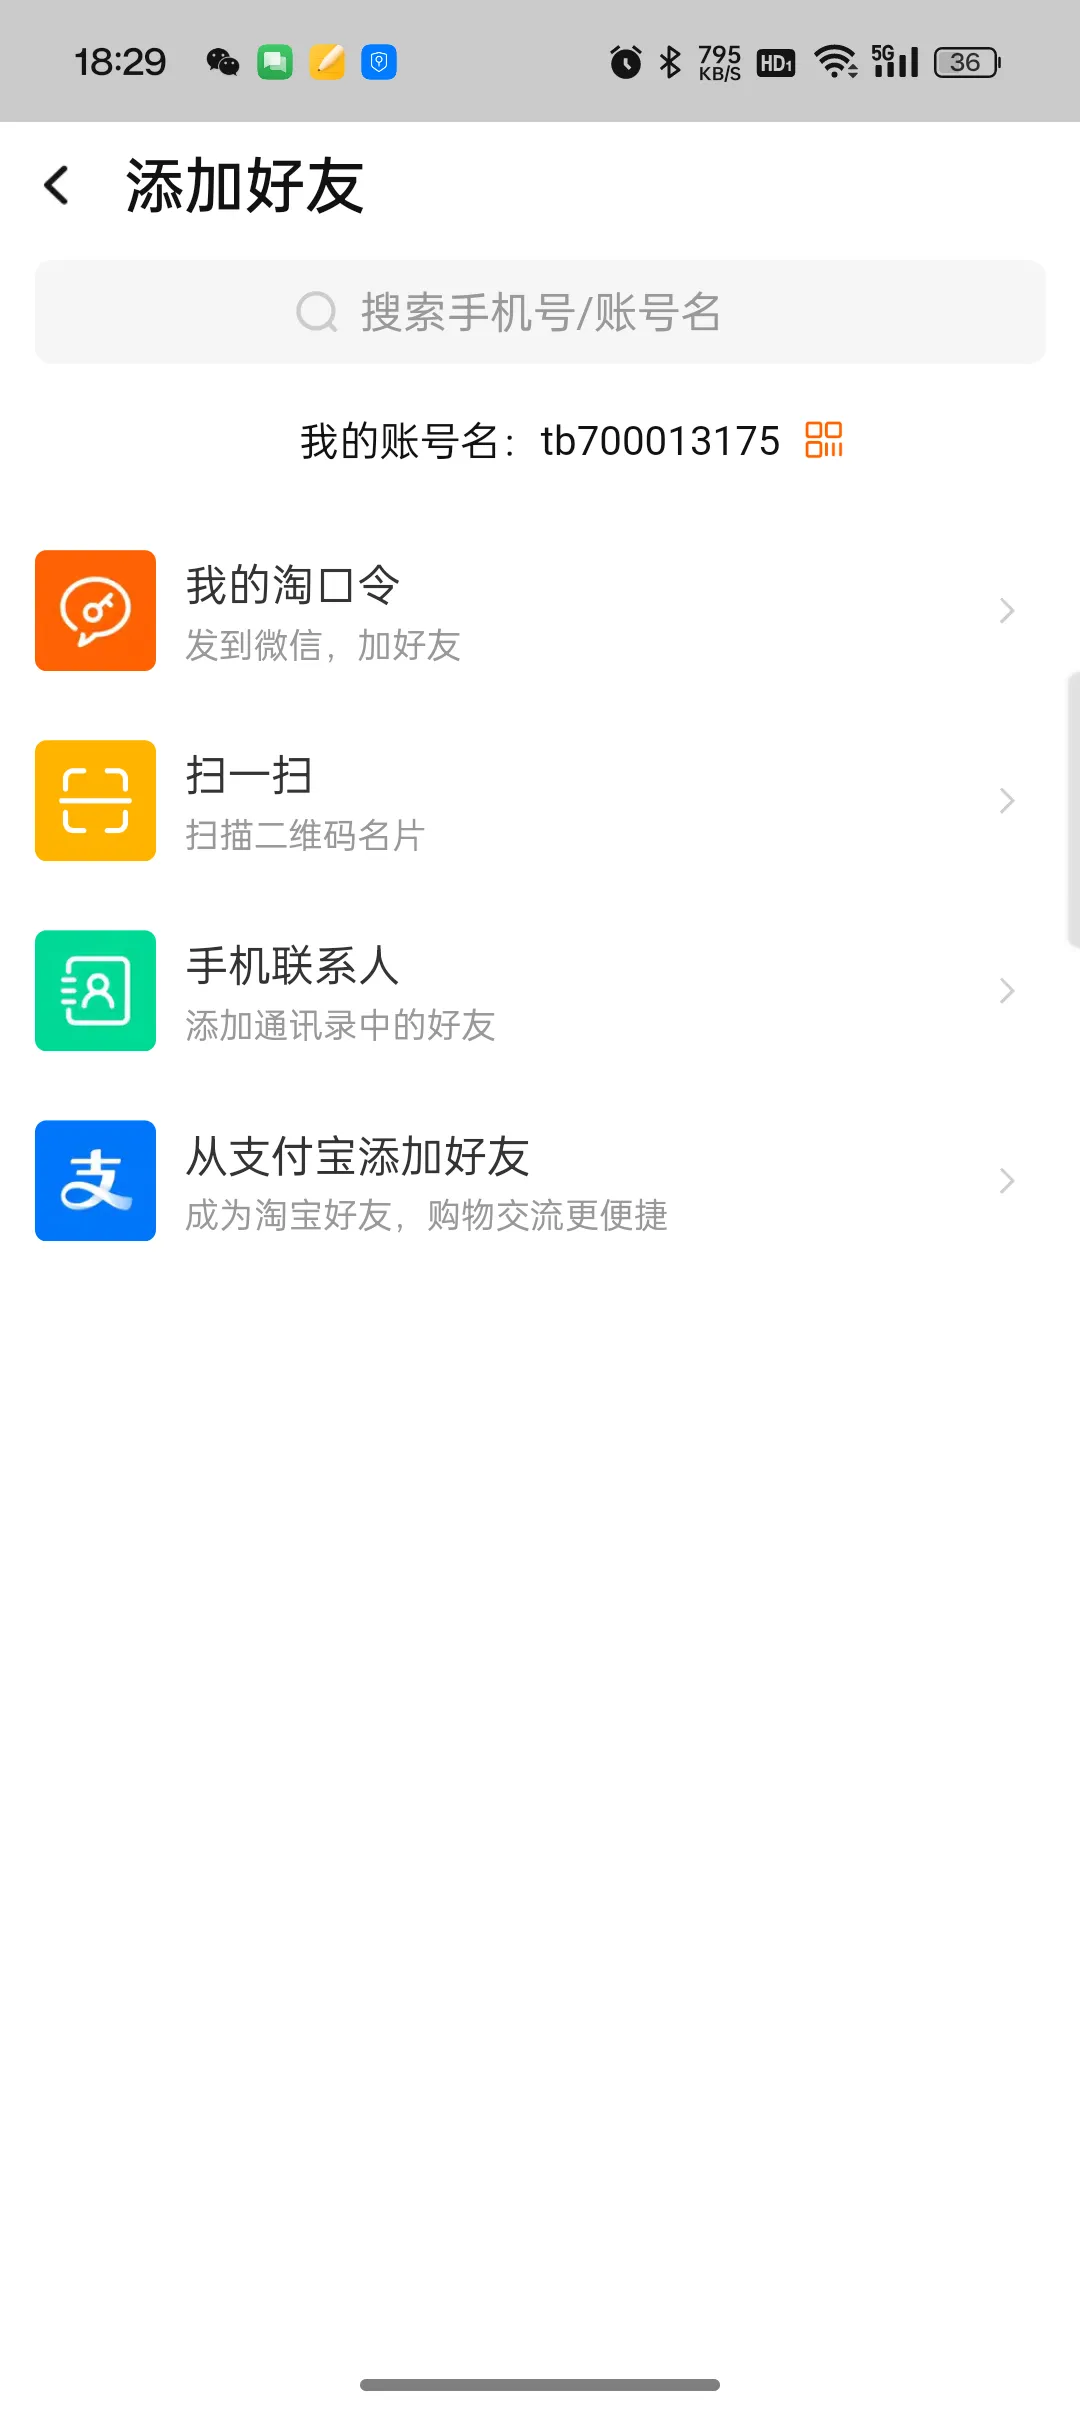 18:29 795 KB/S HD1 5G 36
添加好友
搜索手机号/账号名
我的账号名：tb700013175
我的淘口令
发到微信，加好友
扫一扫
扫描二维码名片
手机联系人
添加通讯录中的好友
从支付宝添加好友
成为淘宝好友，购物交流更便捷